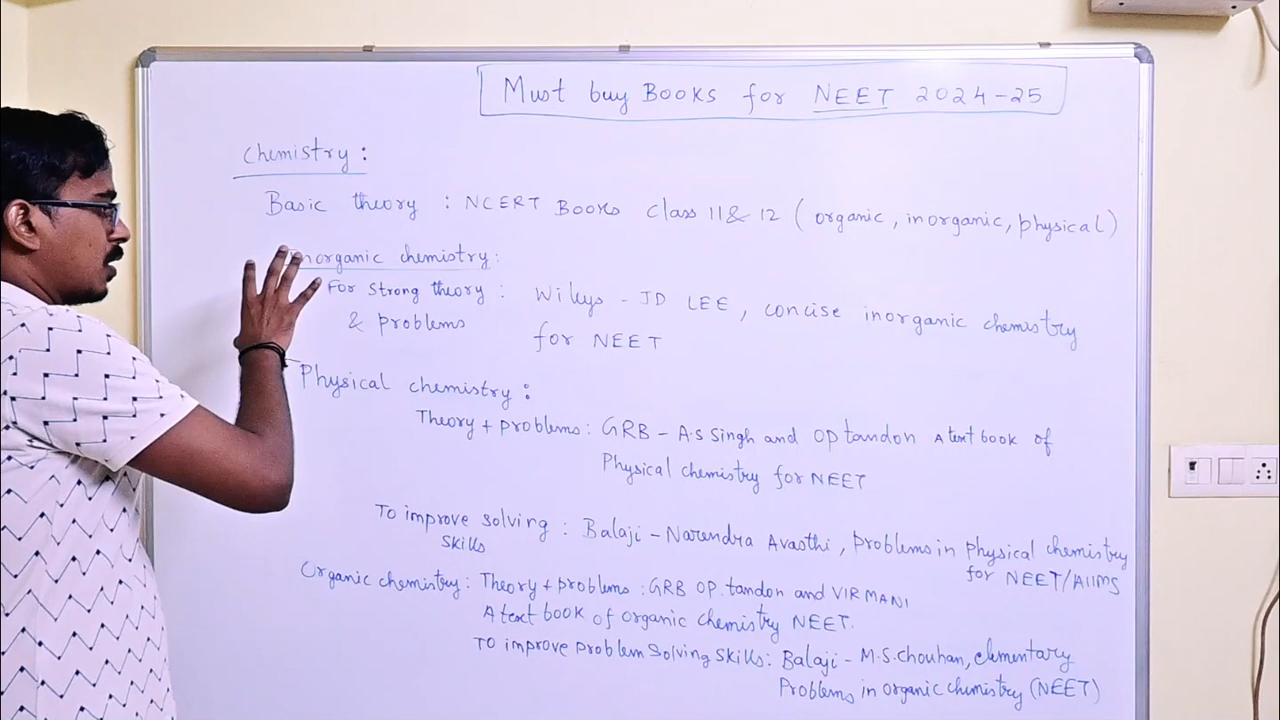 Must buy Books for NEET 2024-25
Chemistry:
Basic theory : NCERT Books class 11 & 12 (organic, inorganic, physical)
Inorganic chemistry:
For strong theory : Wileys - JD LEE, concise inorganic chemistry
& problems for NEET
Physical chemistry:
Theory + problems: GRB - A.S Singh and OP tandon A text book of
Physical chemistry for NEET
To improve solving : Balaji - Narendra Avasthi, Problems in physical chemistry
skills for NEET/AIIMS
Organic chemistry: Theory + problems : GRB OP. tandon and VIRMANI
A text book of organic chemistry NEET.
To improve problem solving skills: Balaji - M.S. Chouhan, elementary
Problems in organic chemistry (NEET)